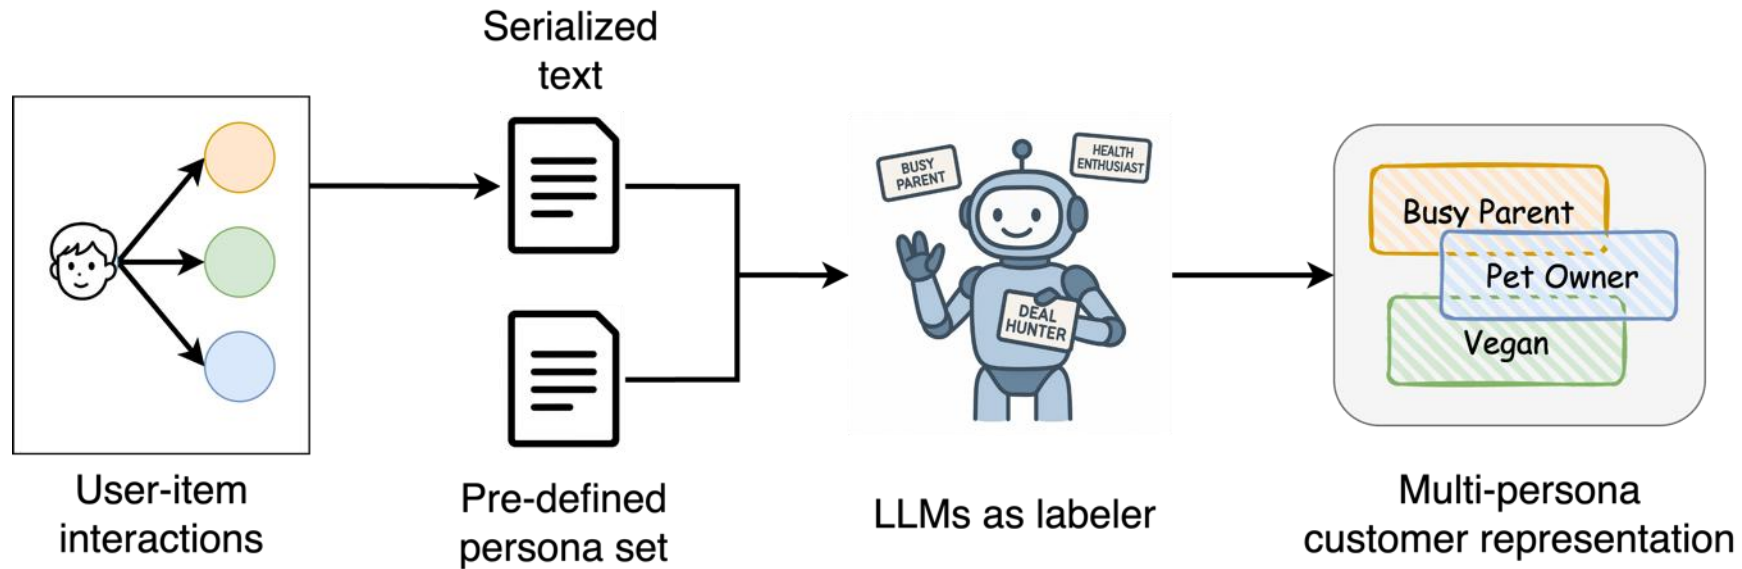 Serialized
text
User-item
interactions
Pre-defined
persona set
BUSY
PARENT
HEALTH
ENTHUSIAST
DEAL
HUNTER
LLMs as labeler
Busy Parent
Pet Owner
Vegan
Multi-persona
customer representation